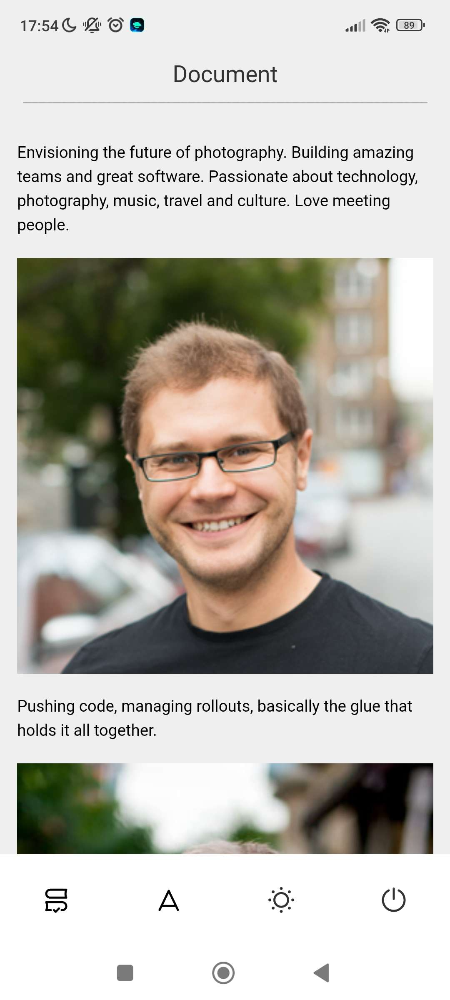 17:54
89
Document
Envisioning the future of photography. Building amazing
teams and great software. Passionate about technology,
photography, music, travel and culture. Love meeting
people.
Pushing code, managing rollouts, basically the glue that
holds it all together.